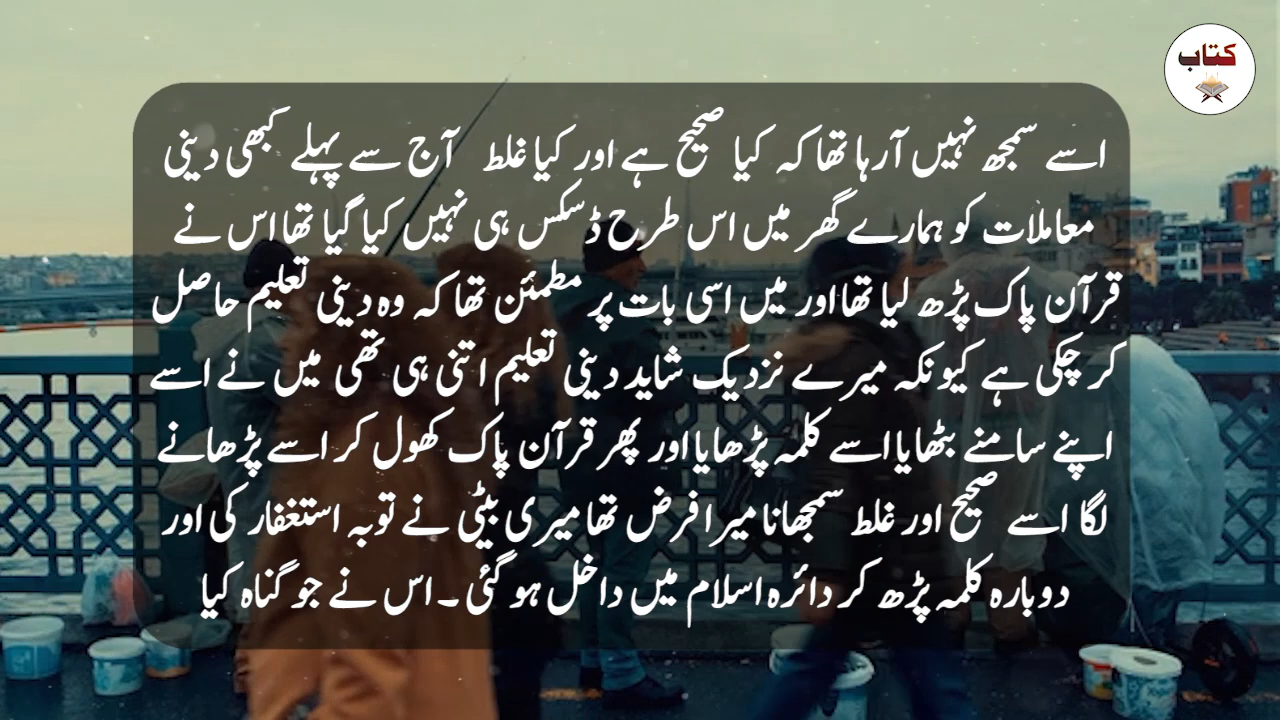 کتاب
اسے سمجھ نہیں آرہا تھا کہ کیا صحیح ہے اور کیا غلط آج سے پہلے کبھی دینی
معاملات کو ہمارے گھر میں اس طرح ڈسکس ہی نہیں کیا گیا تھا اس نے
قرآن پاک پڑھ لیا تھا اور میں اسی بات پر مطمئن تھا کہ وہ دینی تعلیم حاصل
کر چکی ہے کیونکہ میرے نزدیک شاید دینی تعلیم اتنی ہی تھی میں نے اسے
اپنے سامنے بٹھایا اسے کلمہ پڑھایا اور پھر قرآن پاک کھول کر اسے پڑھانے
لگا اسے صحیح اور غلط سمجھانا میرا فرض تھا میری بیٹی نے توبہ استغفار کی اور
دوبارہ کلمہ پڑھ کر دائرہ اسلام میں داخل ہو گئی۔ اس نے جو گناہ کیا